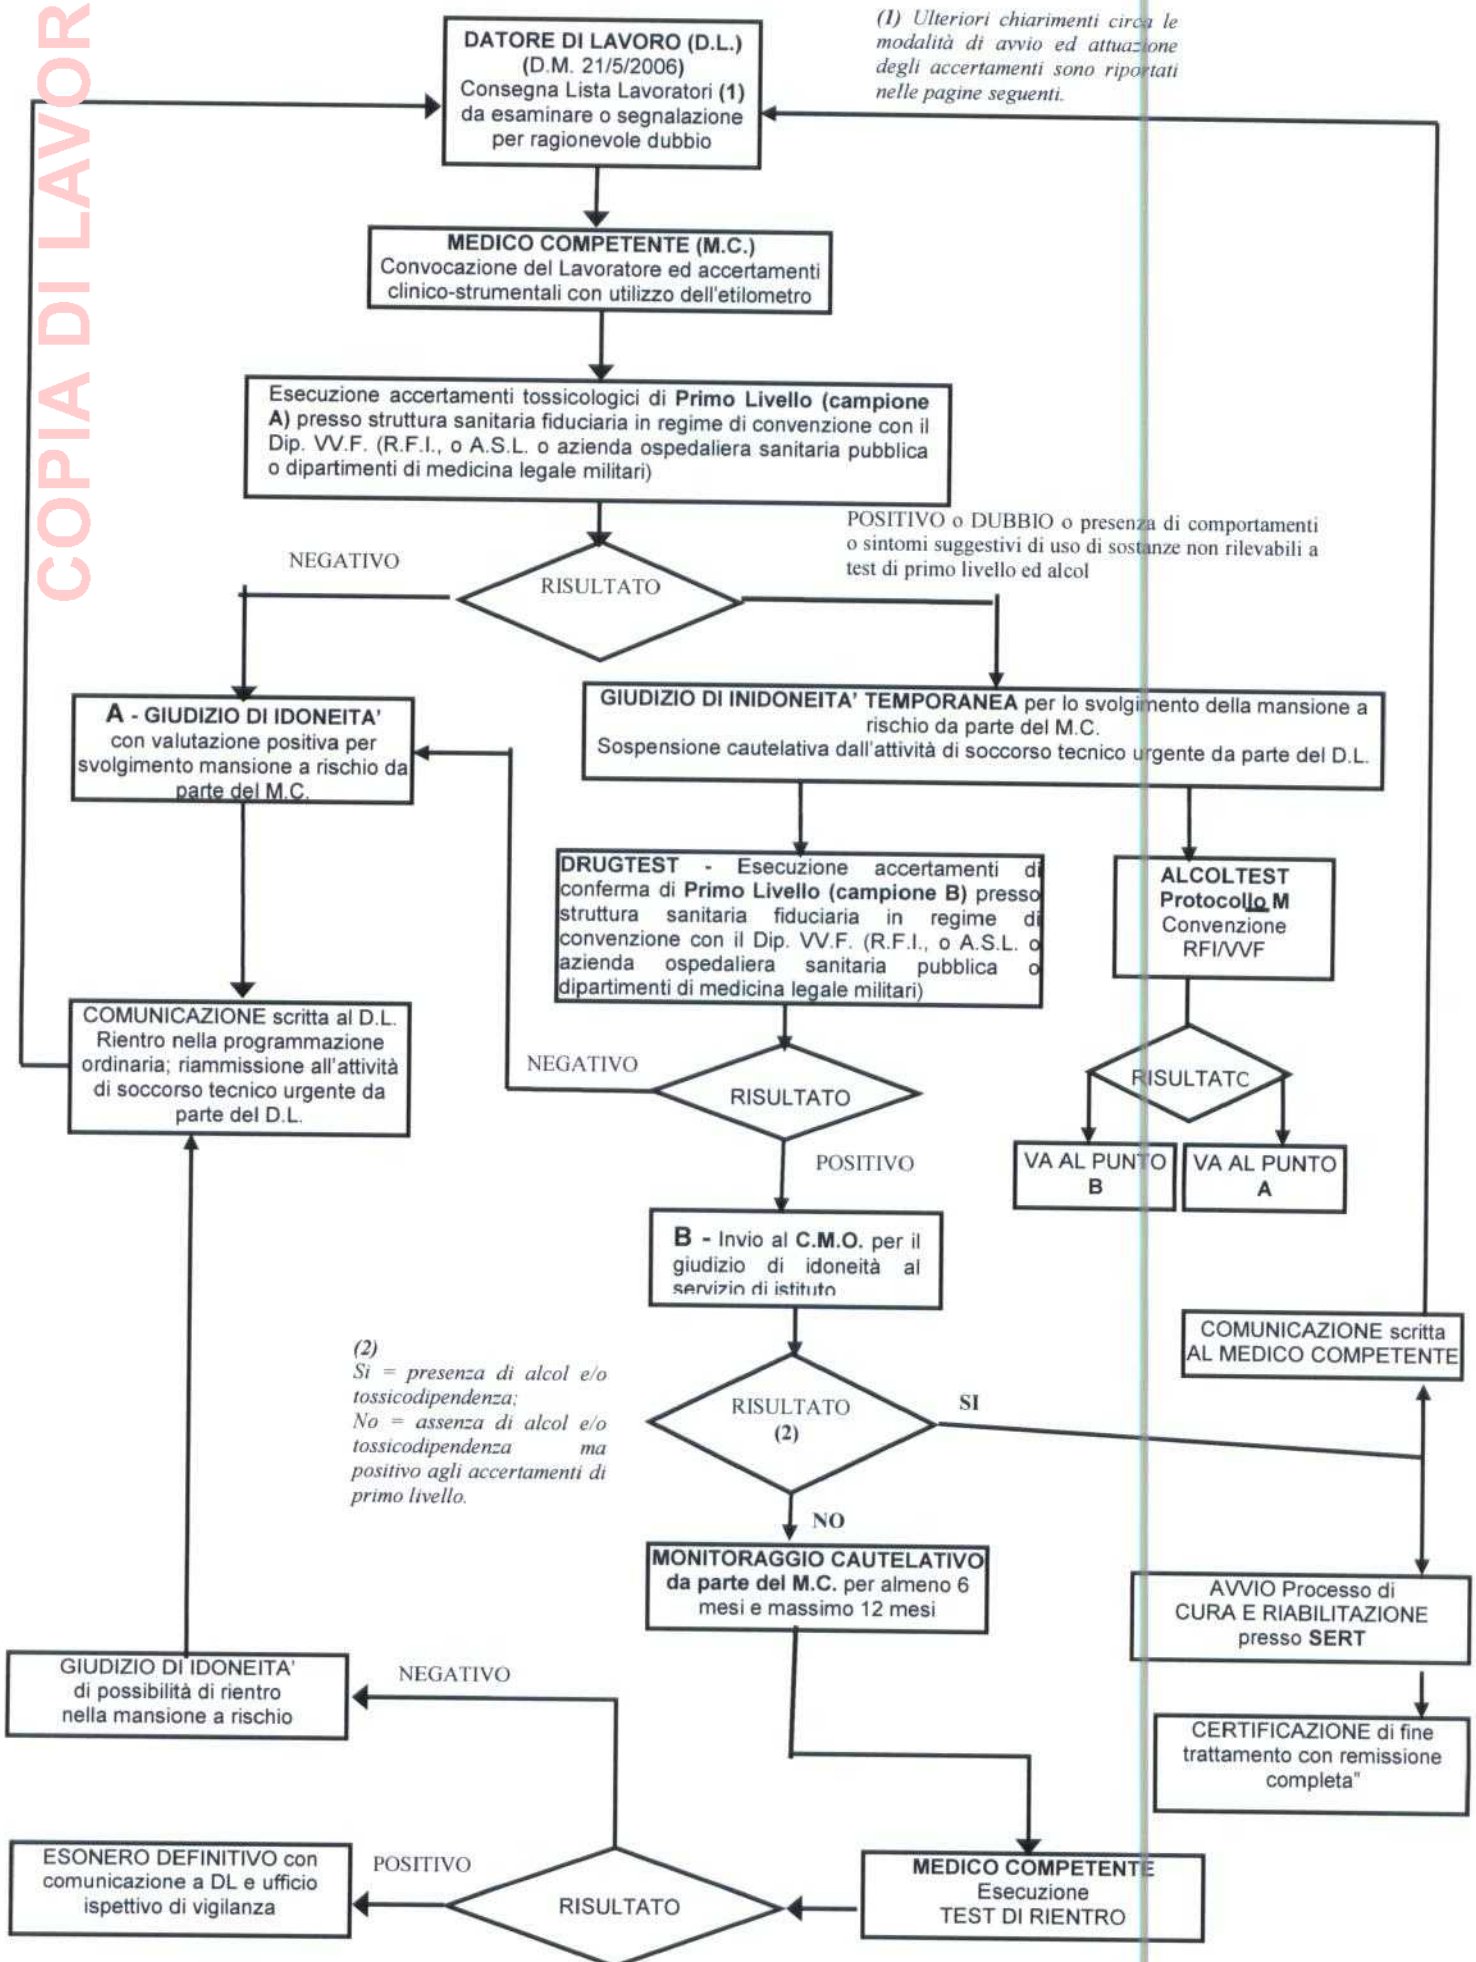 COPIA DI LAVOR
(1) Ulteriori chiarimenti circa le
modalità di avvio ed attuazione
degli accertamenti sono riportati
nelle pagine seguenti.
DATORE DI LAVORO (D.L.)
(D.M. 21/5/2006)
Consegna Lista Lavoratori (1)
da esaminare o segnalazione
per ragionevole dubbio
MEDICO COMPETENTE (M.C.)
Convocazione del Lavoratore ed accertamenti
clinico-strumentali con utilizzo dell'etilometro
Esecuzione accertamenti tossicologici di Primo Livello (campione
A) presso struttura sanitaria fiduciaria in regime di convenzione con il
Dip. VV.F. (R.F.I., o A.S.L. o azienda ospedaliera sanitaria pubblica
o dipartimenti di medicina legale militari)
POSITIVO o DUBBIO o presenza di comportamenti
o sintomi suggestivi di uso di sostanze non rilevabili a
test di primo livello ed alcol
NEGATIVO
RISULTATO
A - GIUDIZIO DI IDONEITA'
con valutazione positiva per
svolgimento mansione a rischio da
parte del M.C.
GIUDIZIO DI INIDONEITA' TEMPORANEA per lo svolgimento della mansione a
rischio da parte del M.C.
Sospensione cautelativa dall'attività di soccorso tecnico urgente da parte del D.L.
DRUGTEST - Esecuzione accertamenti di
conferma di Primo Livello (campione B) presso
struttura sanitaria fiduciaria in regime di
convenzione con il Dip. VV.F. (R.F.I., o A.S.L. o
azienda ospedaliera sanitaria pubblica o
dipartimenti di medicina legale militari)
ALCOLTEST
Protocollo M
Convenzione
RFI/VVF
COMUNICAZIONE scritta al D.L.
Rientro nella programmazione
ordinaria; riammissione all'attività
di soccorso tecnico urgente da
parte del D.L.
NEGATIVO
RISULTATO
RISULTATC
POSITIVO
VA AL PUNTO
B
VA AL PUNTO
A
B - Invio al C.M.O. per il
giudizio di idoneità al
servizio di istituto
COMUNICAZIONE scritta
AL MEDICO COMPETENTE
(2)
Si = presenza di alcol e/o
tossicodipendenza;
No = assenza di alcol e/o
tossicodipendenza ma
positivo agli accertamenti di
primo livello.
RISULTATO
(2)
SI
NO
MONITORAGGIO CAUTELATIVO
da parte del M.C. per almeno 6
mesi e massimo 12 mesi
AVVIO Processo di
CURA E RIABILITAZIONE
presso SERT
GIUDIZIO DI IDONEITA'
di possibilità di rientro
nella mansione a rischio
NEGATIVO
CERTIFICAZIONE di fine
trattamento con remissione
completa"
ESONERO DEFINITIVO con
comunicazione a DL e ufficio
ispettivo di vigilanza
POSITIVO
RISULTATO
MEDICO COMPETENTE
Esecuzione
TEST DI RIENTRO